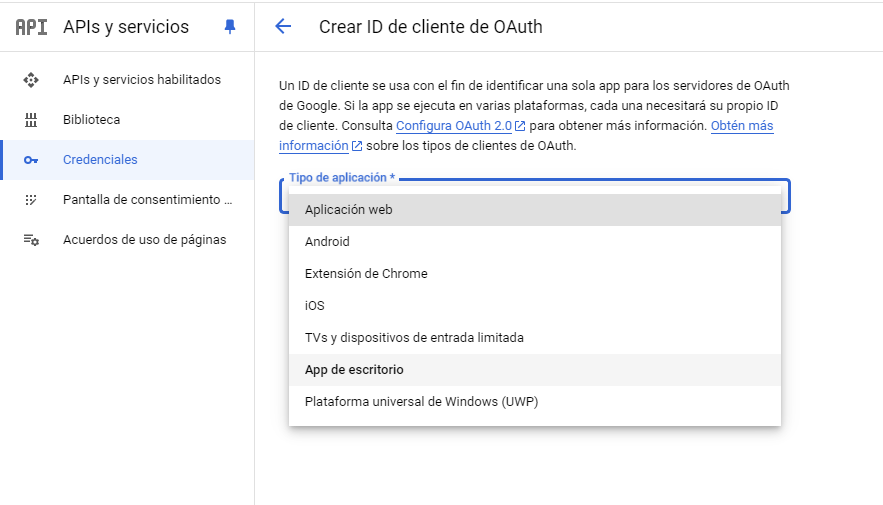 API APIs y servicios
Crear ID de cliente de OAuth
APIs y servicios habilitados
Biblioteca
Credenciales
Pantalla de consentimiento ...
Acuerdos de uso de páginas
Un ID de cliente se usa con el fin de identificar una sola app para los servidores de OAuth
de Google. Si la app se ejecuta en varias plataformas, cada una necesitará su propio ID
de cliente. Consulta Configura OAuth 2.0 para obtener más información. Obtén más
información sobre los tipos de clientes de OAuth.
Tipo de aplicación *
Aplicación web
Android
Extensión de Chrome
iOS
TVs y dispositivos de entrada limitada
App de escritorio
Plataforma universal de Windows (UWP)